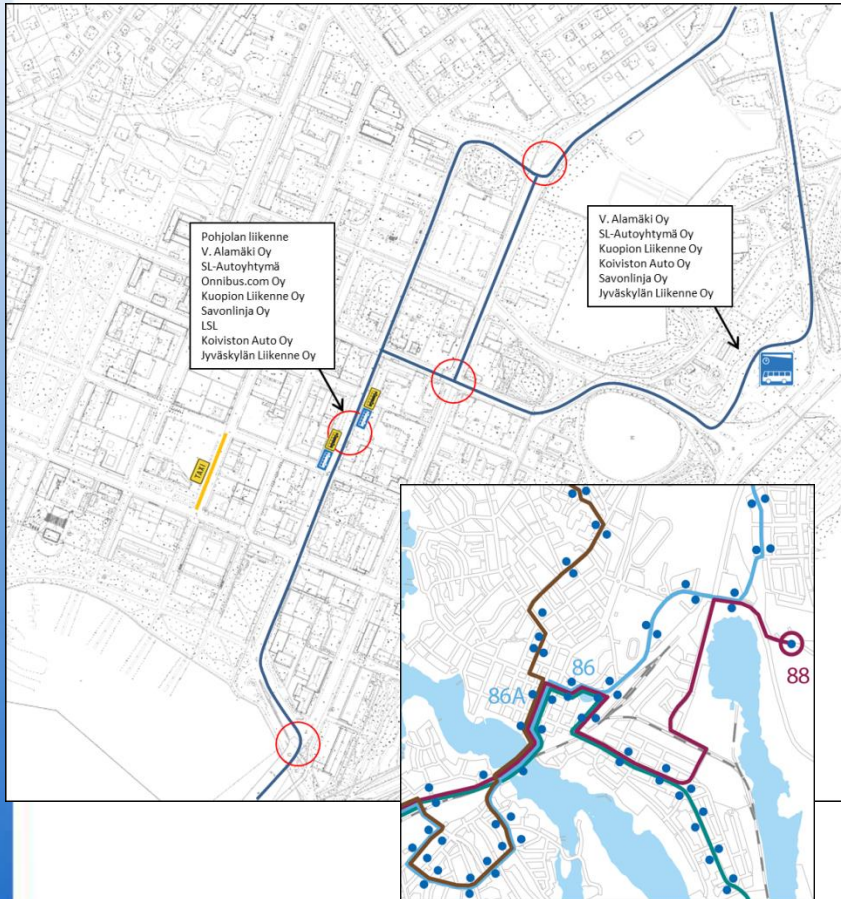 Pohjolan liikenne
V. Alamäki Oy
SL-Autoyhtymä
Onnibus.com Oy
Kuopion Liikenne Oy
Savonlinja Oy
LSL
Koiviston Auto Oy
Jyväskylän Liikenne Oy
V. Alamäki Oy
SL-Autoyhtymä Oy
Kuopion Liikenne Oy
Koiviston Auto Oy
Savonlinja Oy
Jyväskylän Liikenne Oy
TAXI
86
86A
88